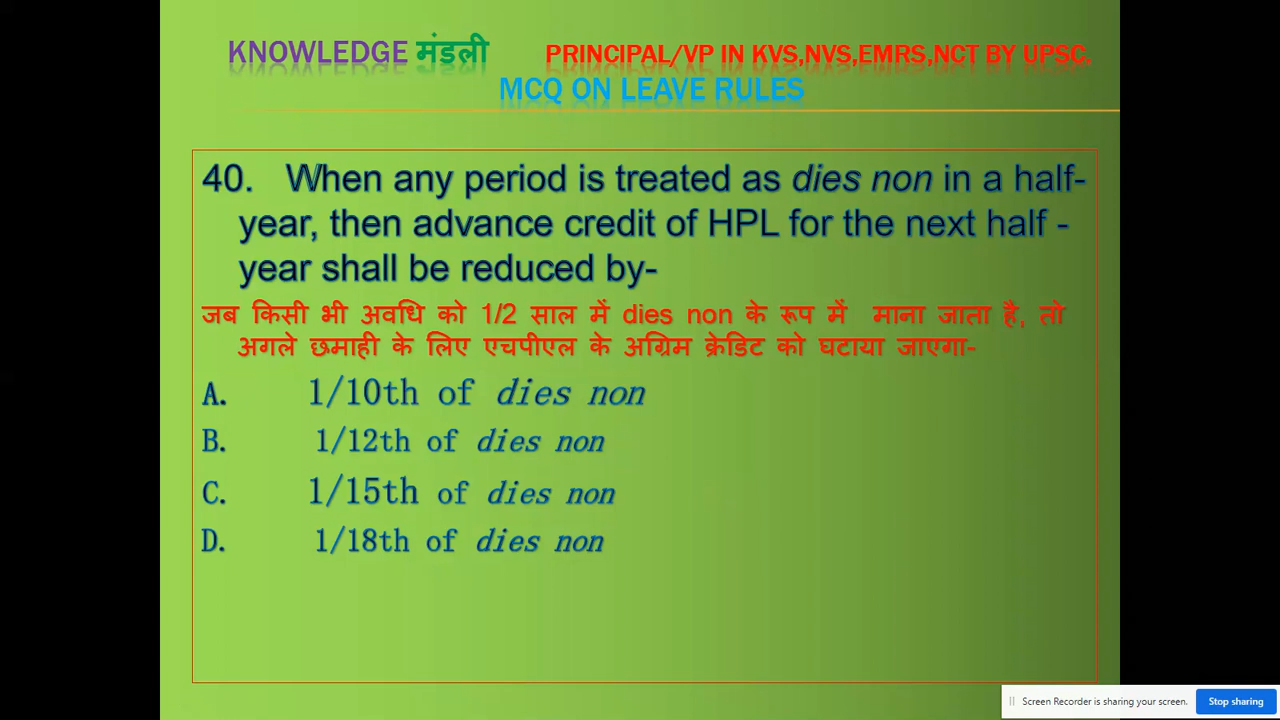 KNOWLEDGE मंडली PRINCIPAL/VP IN KVS,NVS,EMRS,NCT BY UPSC.
MCQ ON LEAVE RULES
40. When any period is treated as dies non in a half-
year, then advance credit of HPL for the next half -
year shall be reduced by-
जब किसी भी अवधि को 1/2 साल में dies non के रूप में माना जाता है, तो
अगले छमाही के लिए एचपीएल के अग्रिम क्रेडिट को घटाया जाएगा-
A. 1/10th of dies non
B. 1/12th of dies non
C. 1/15th of dies non
D. 1/18th of dies non
Screen Recorder is sharing your screen. Stop sharing